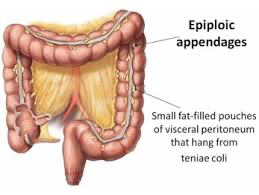 Epiploic
appendages
Small fat-filled pouches
of visceral peritoneum
that hang from
teniae coli